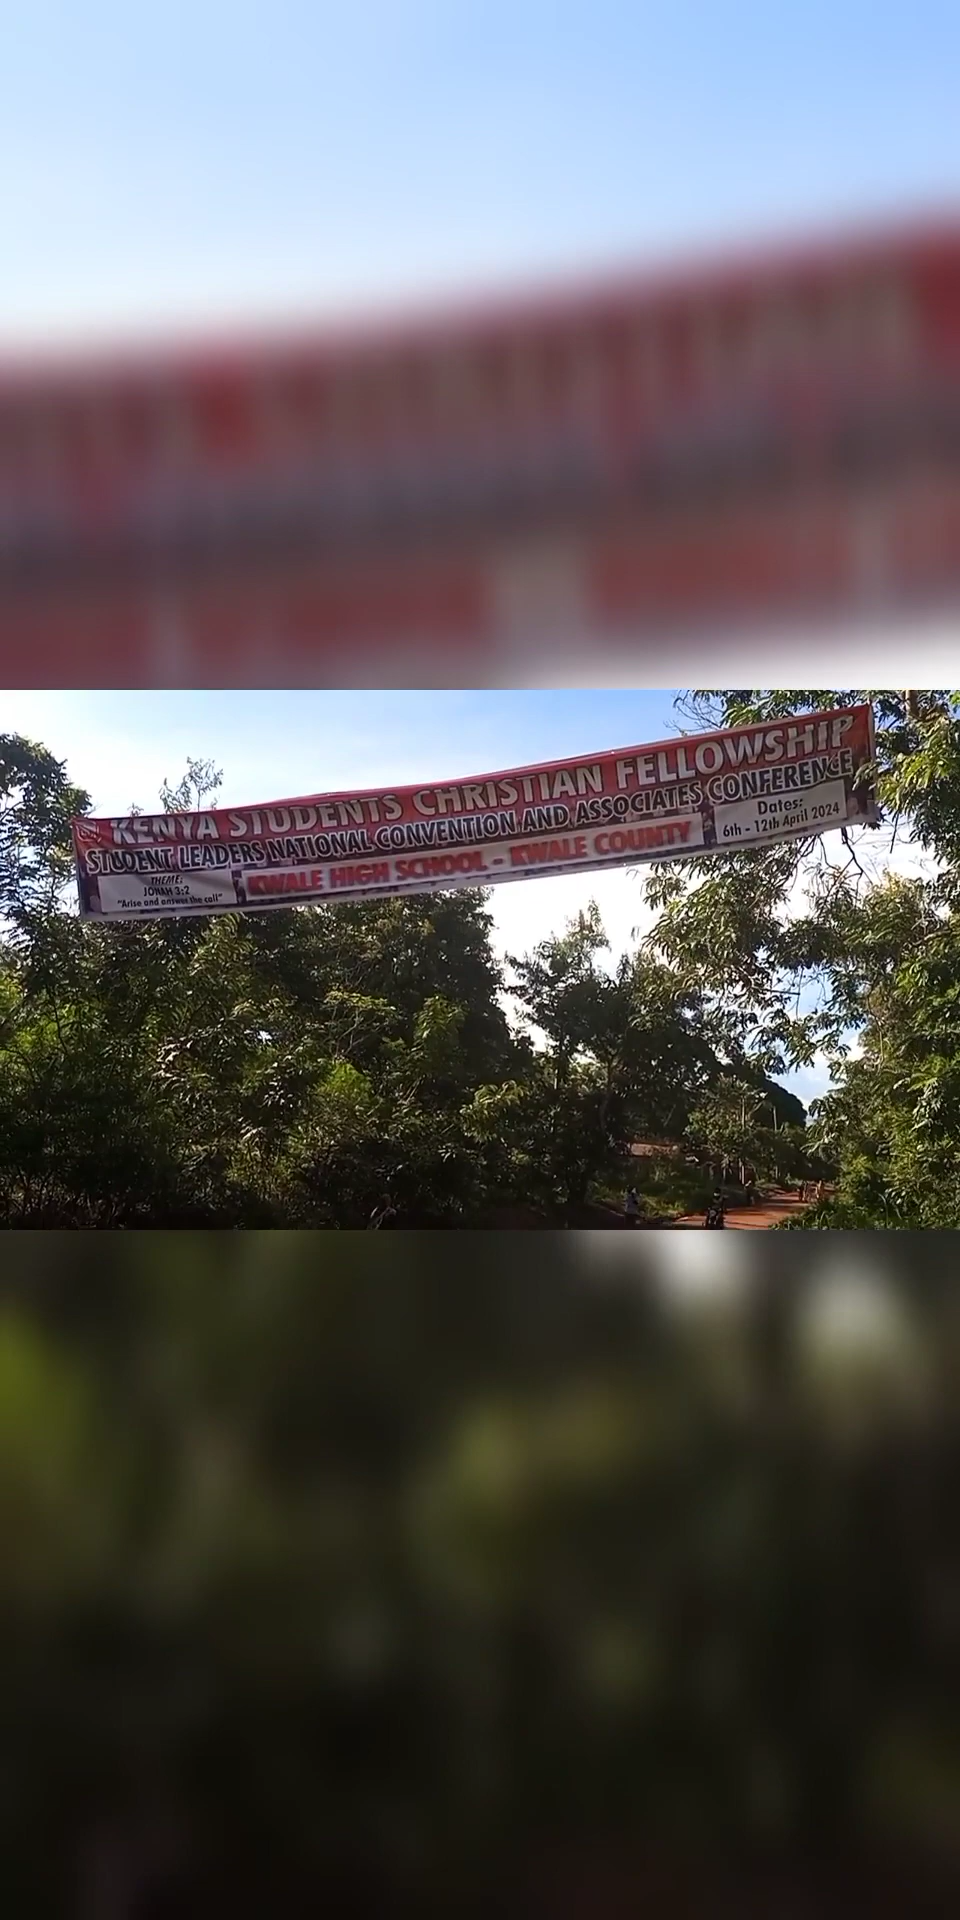 KENYA STUDENTS CHRISTIAN FELLOWSHIP
STUDENT LEADERS NATIONAL CONVENTION AND ASSOCIATES CONFERENCE
THEME:
JONAH 3:2
"Arise and answer the call"
KWALE HIGH SCHOOL - KWALE COUNTY
Dates:
6th - 12th April 2024